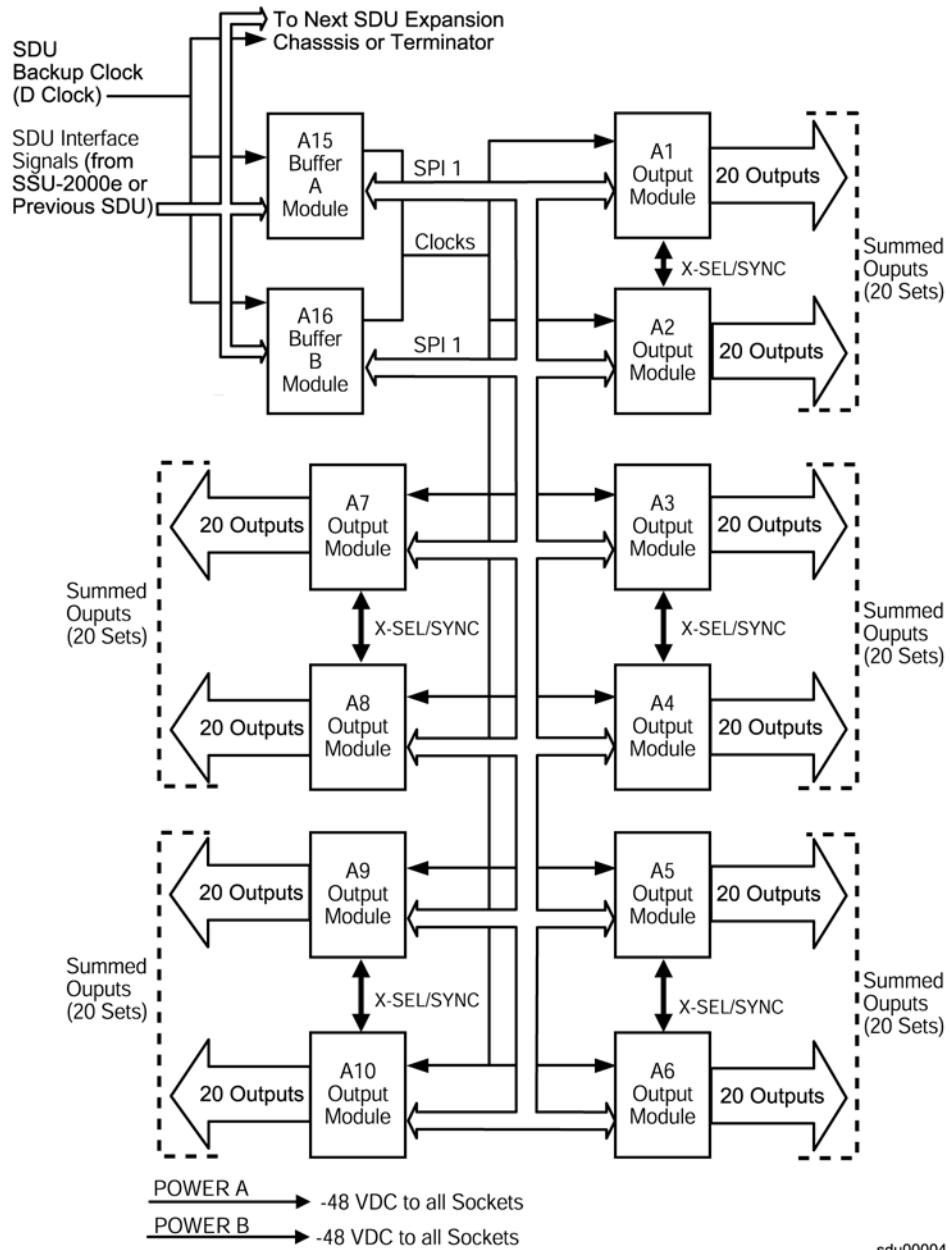 To Next SDU Expansion
Chasssis or Terminator
SDU
Backup Clock
(D Clock)
SDU Interface
Signals (from
SSU-2000e or
Previous SDU)
A15
Buffer
A
Module
SPI 1
A1
Output
Module
20 Outputs
Clocks
X-SEL/SYNC
Summed
Ouputs
(20 Sets)
A16
Buffer
B
Module
SPI 1
A2
Output
Module
20 Outputs
20 Outputs
A7
Output
Module
A3
Output
Module
20 Outputs
Summed
Ouputs
(20 Sets)
X-SEL/SYNC
X-SEL/SYNC
Summed
Ouputs
(20 Sets)
20 Outputs
A8
Output
Module
A4
Output
Module
20 Outputs
20 Outputs
A9
Output
Module
A5
Output
Module
20 Outputs
Summed
Ouputs
(20 Sets)
X-SEL/SYNC
X-SEL/SYNC
Summed
Ouputs
(20 Sets)
20 Outputs
A10
Output
Module
A6
Output
Module
20 Outputs
POWER A
-48 VDC to all Sockets
POWER B
-48 VDC to all Sockets